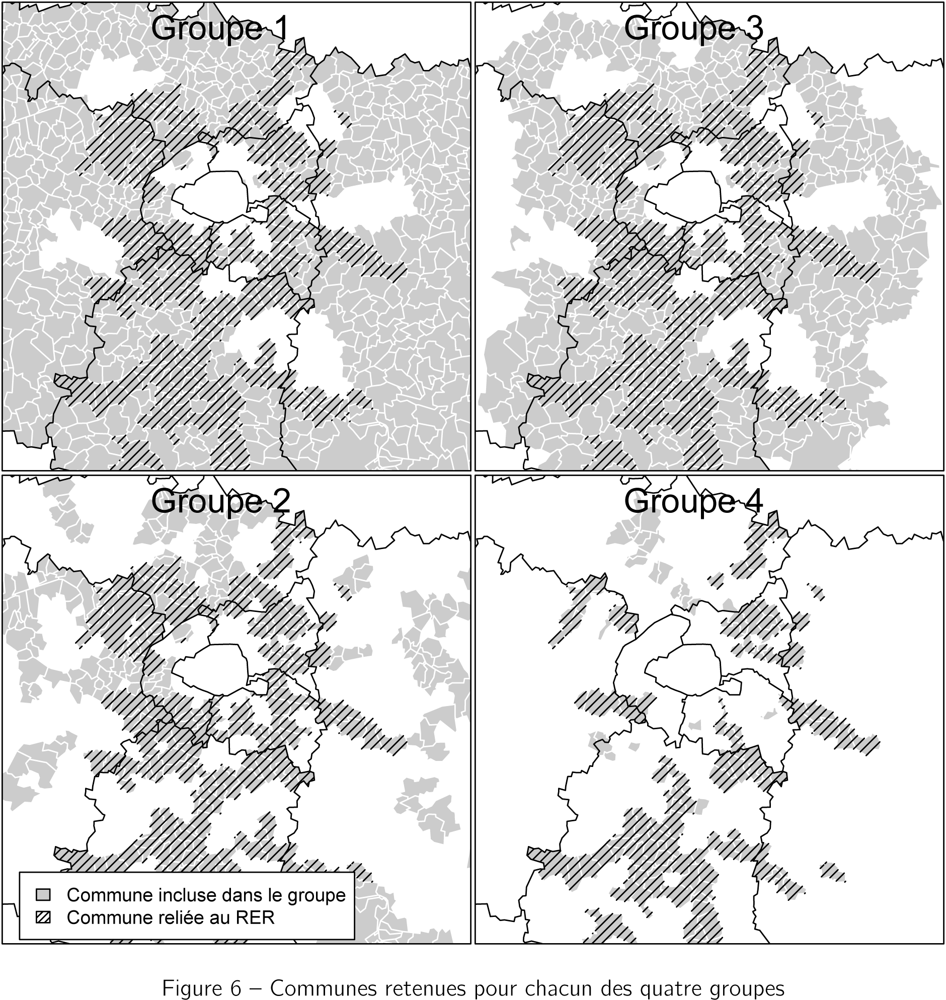 Groupe 1
Groupe 3
Groupe 2
Groupe 4
Commune incluse dans le groupe
Commune reliée au RER
Figure 6 – Communes retenues pour chacun des quatre groupes